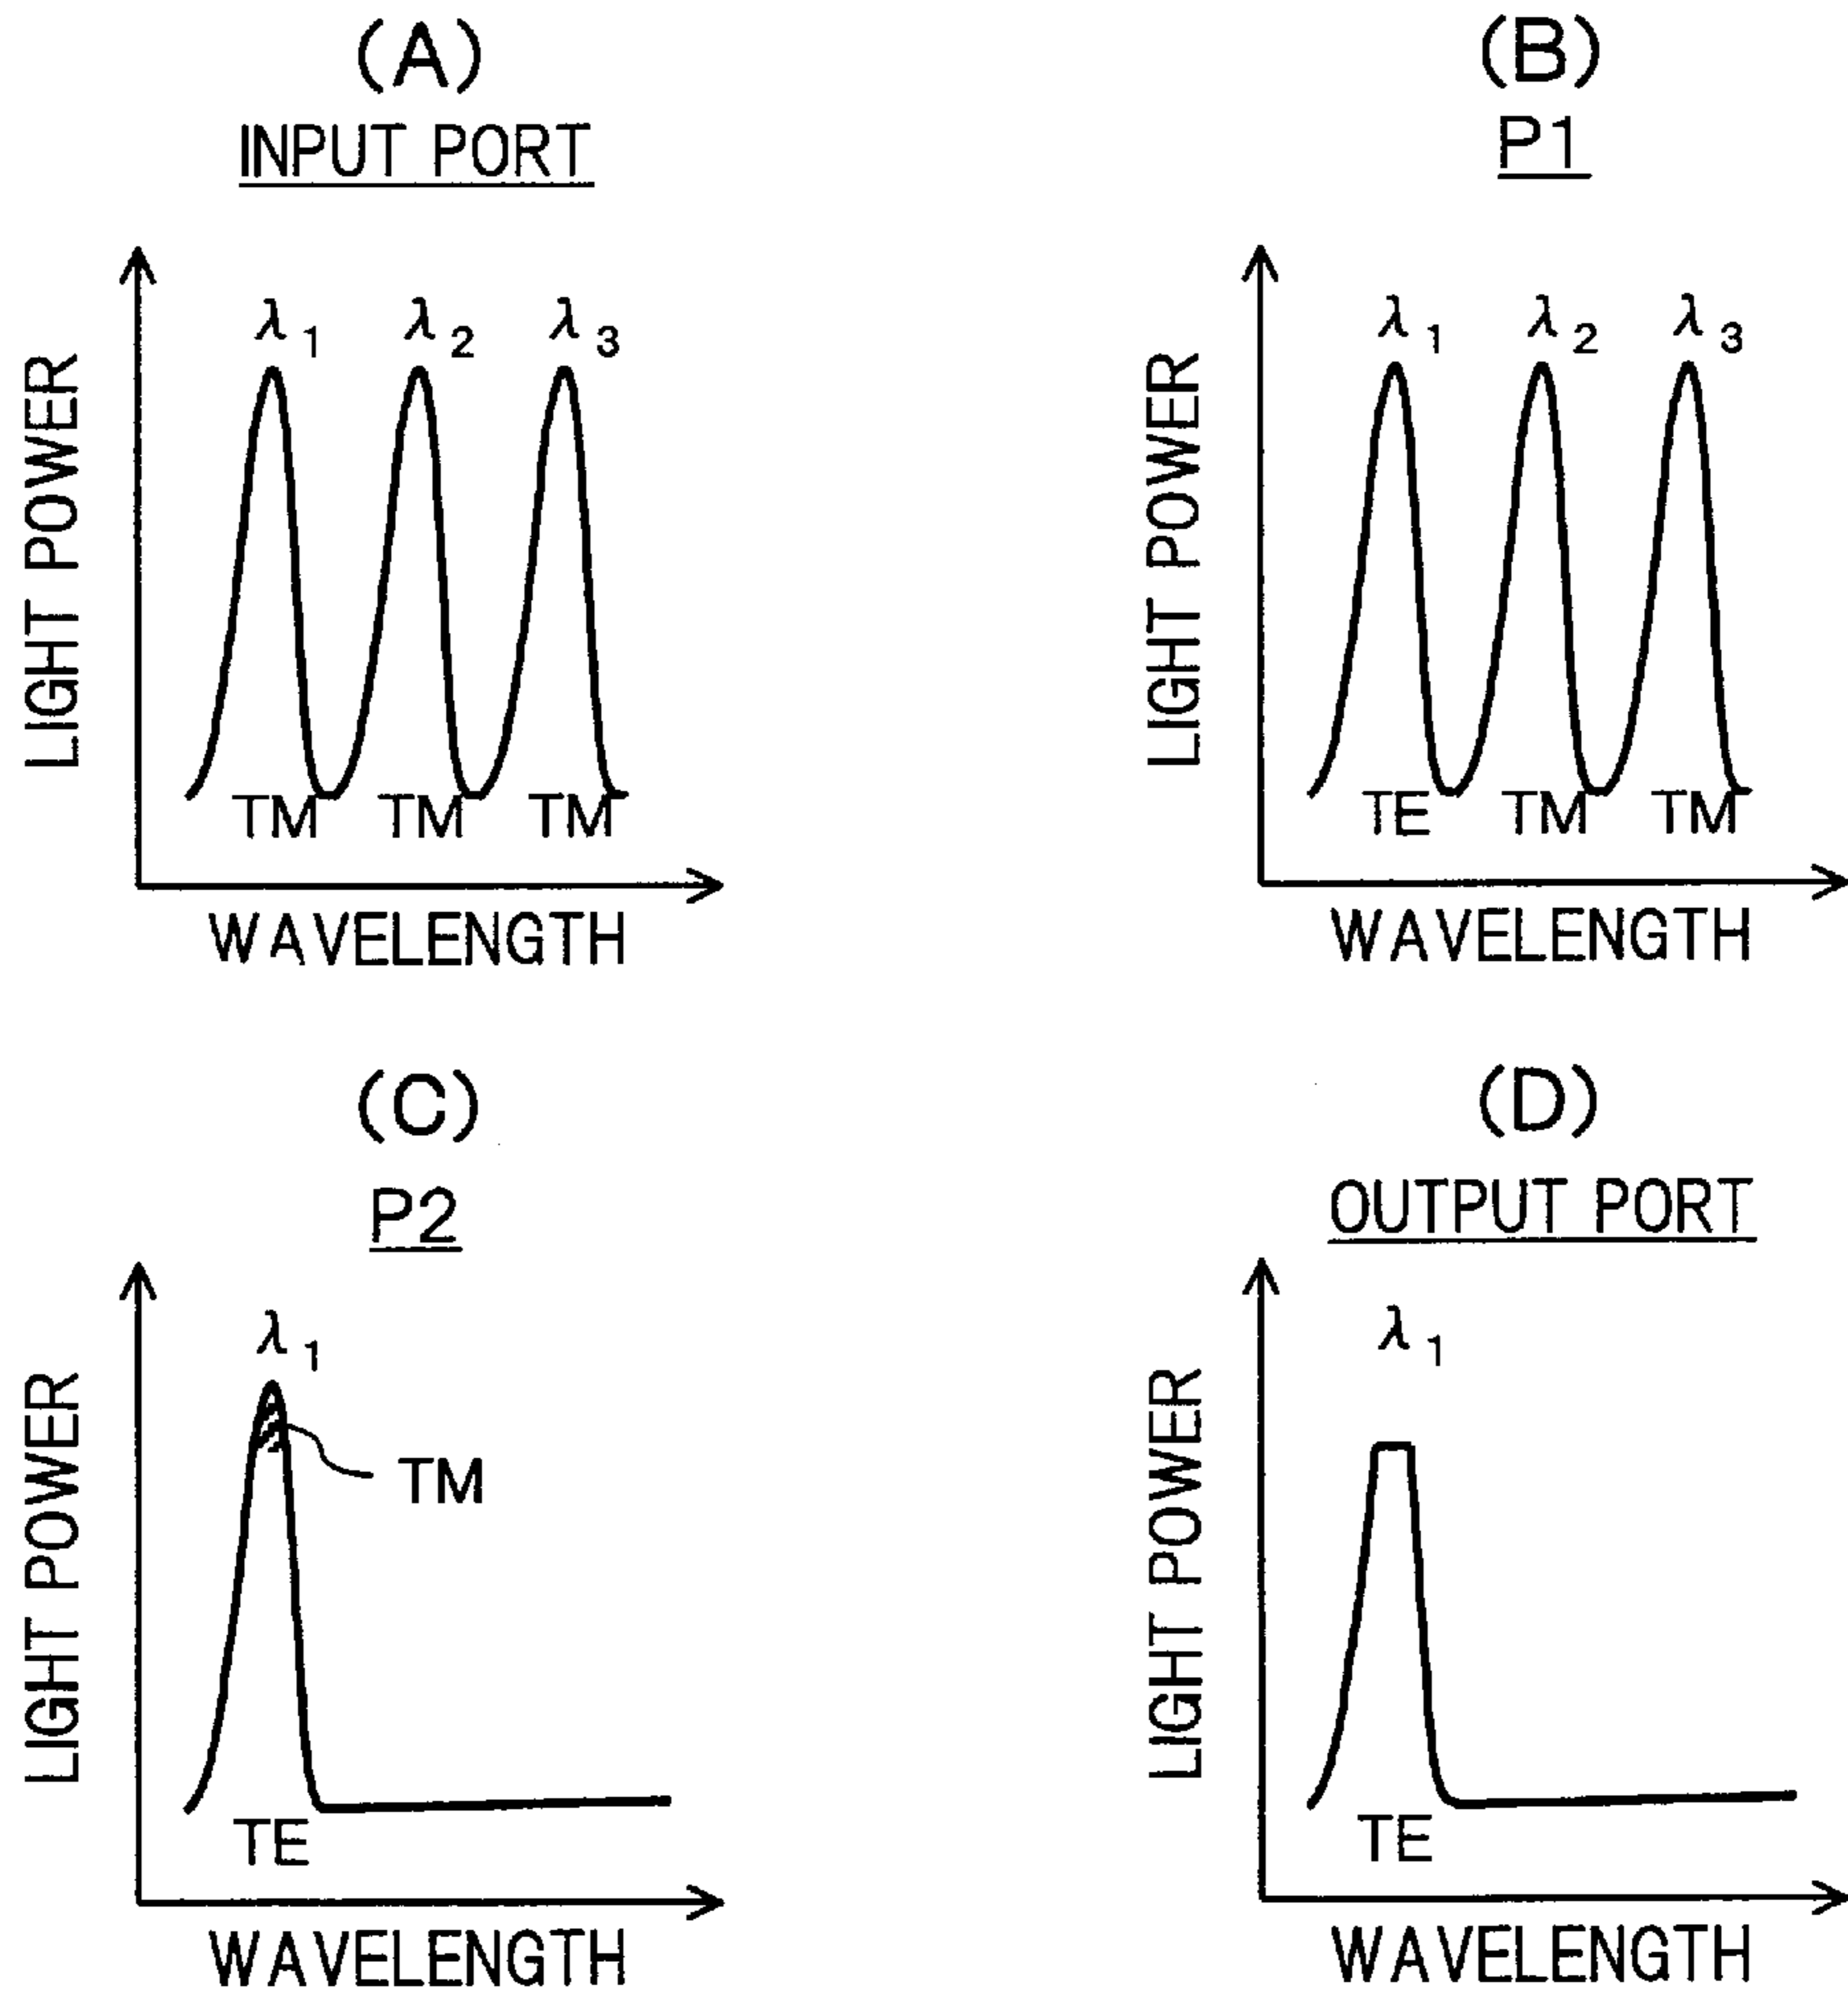 (A)
INPUT PORT
λ1 λ2 λ3
LIGHT POWER
TM TM TM
WAVELENGTH
(B)
P1
λ1 λ2 λ3
LIGHT POWER
TE TM TM
WAVELENGTH
(C)
P2
λ1
TM
LIGHT POWER
TE
WAVELENGTH
(D)
OUTPUT PORT
λ1
LIGHT POWER
TE
WAVELENGTH